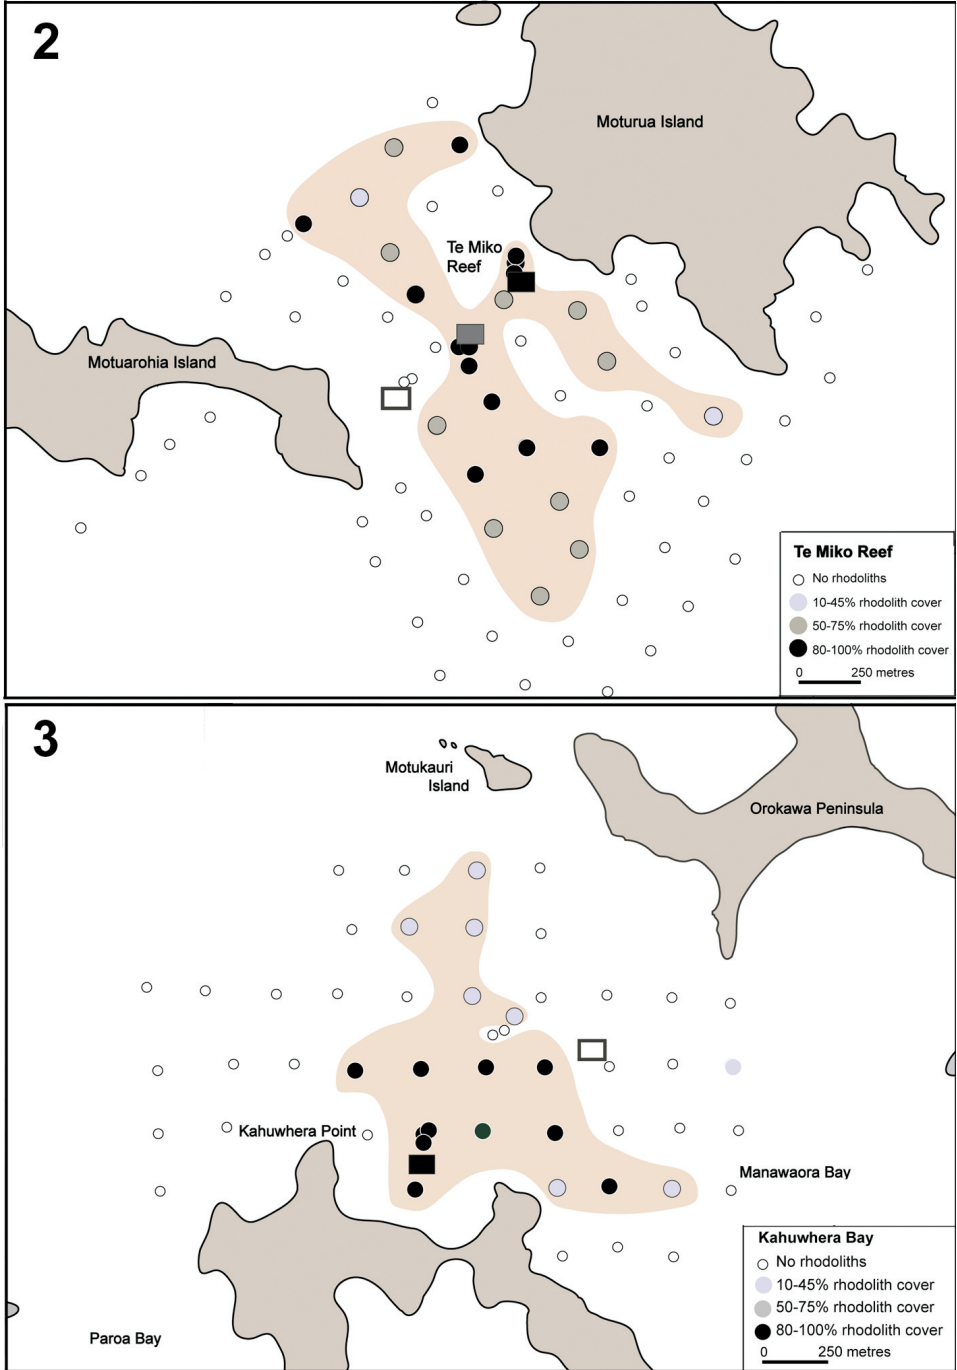 2
Moturua Island
Te Miko
Reef
Motuarohia Island
Te Miko Reef
No rhodoliths
10-45% rhodolith cover
50-75% rhodolith cover
80-100% rhodolith cover
0 250 metres
3
Motukauri
Island
Orokawa Peninsula
Kahuwhera Point
Manawaora Bay
Paroa Bay
Kahuwhera Bay
No rhodoliths
10-45% rhodolith cover
50-75% rhodolith cover
80-100% rhodolith cover
0 250 metres